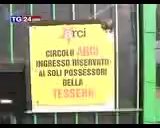 TG 24
arci
CIRCOLO ARCI
INGRESSO RISERVATO
AI SOLI POSSESSORI
DELLA
TESSERA